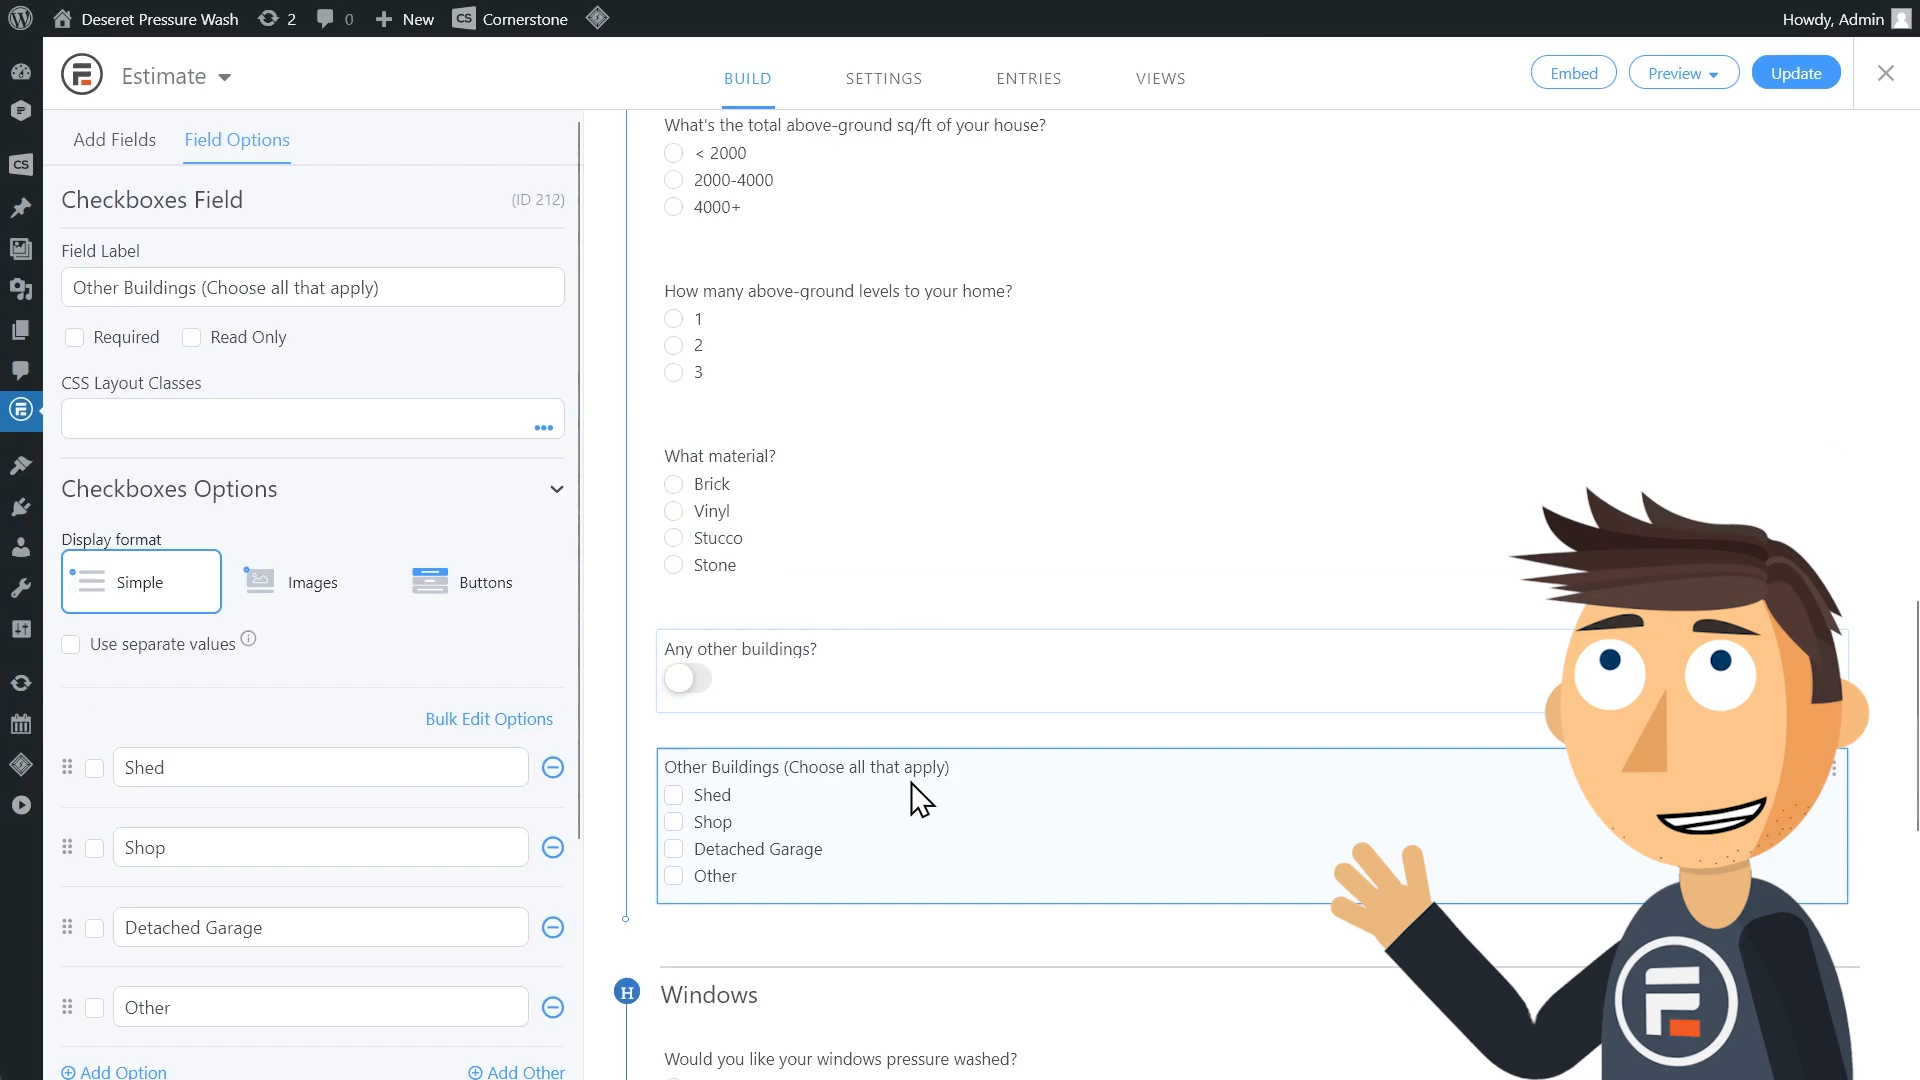 Deseret Pressure Wash
2
0
New
CS
Cornerstone
Howdy, Admin
Estimate
BUILD
SETTINGS
ENTRIES
VIEWS
Embed
Preview
Update
CS
Add Fields
Field Options
Checkboxes Field
(ID 212)
Field Label
Other Buildings (Choose all that apply)
Required
Read Only
CSS Layout Classes
Checkboxes Options
Display format
Simple
Images
Buttons
Use separate values
Bulk Edit Options
Shed
Shop
Detached Garage
Other
Add Option
Add Other
What's the total above-ground sq/ft of your house?
< 2000
2000-4000
4000+
How many above-ground levels to your home?
1
2
3
What material?
Brick
Vinyl
Stucco
Stone
Any other buildings?
Other Buildings (Choose all that apply)
Shed
Shop
Detached Garage
Other
H
Windows
Would you like your windows pressure washed?